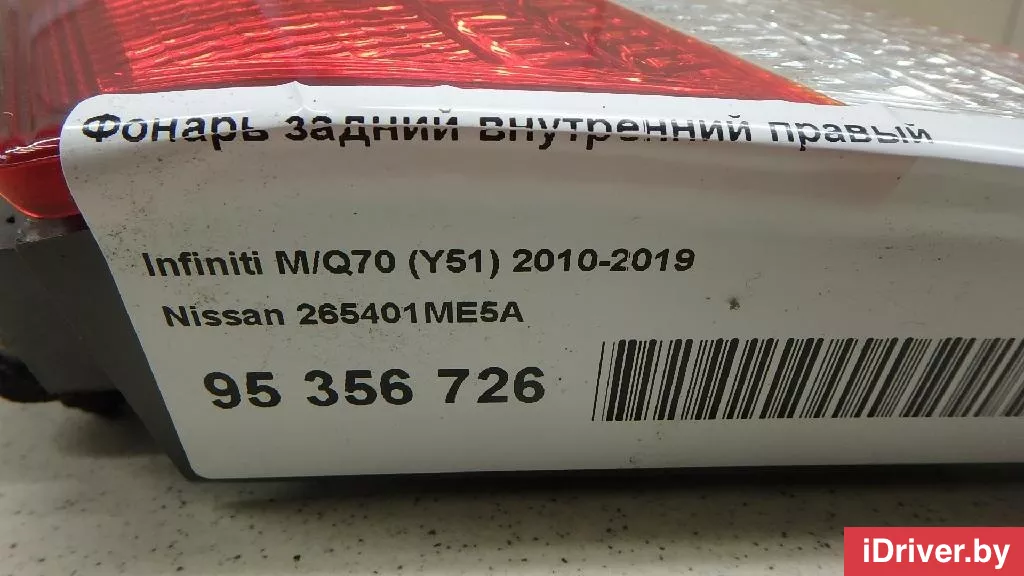 Фонарь задний внутренний правый
Infiniti M/Q70 (Y51) 2010-2019
Nissan 265401ME5A
95 356 726
iDriver.by